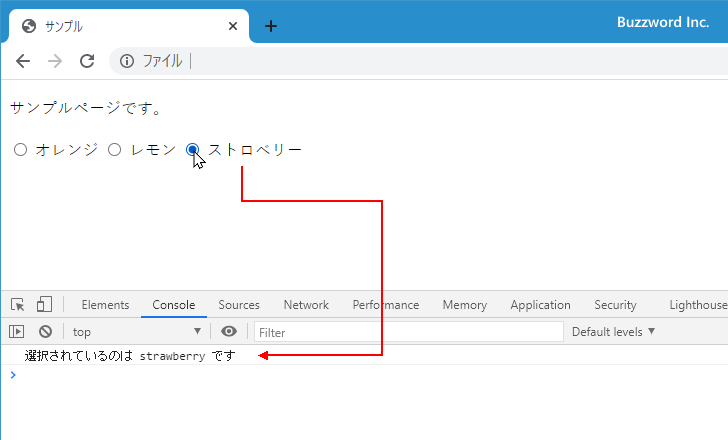 サンプル
Buzzword Inc.
ファイル
サンプルページです。
オレンジ レモン ストロベリー
Elements Console Sources Network Performance Memory Application Security Lighthouse
top Filter Default levels
選択されているのは strawberry です